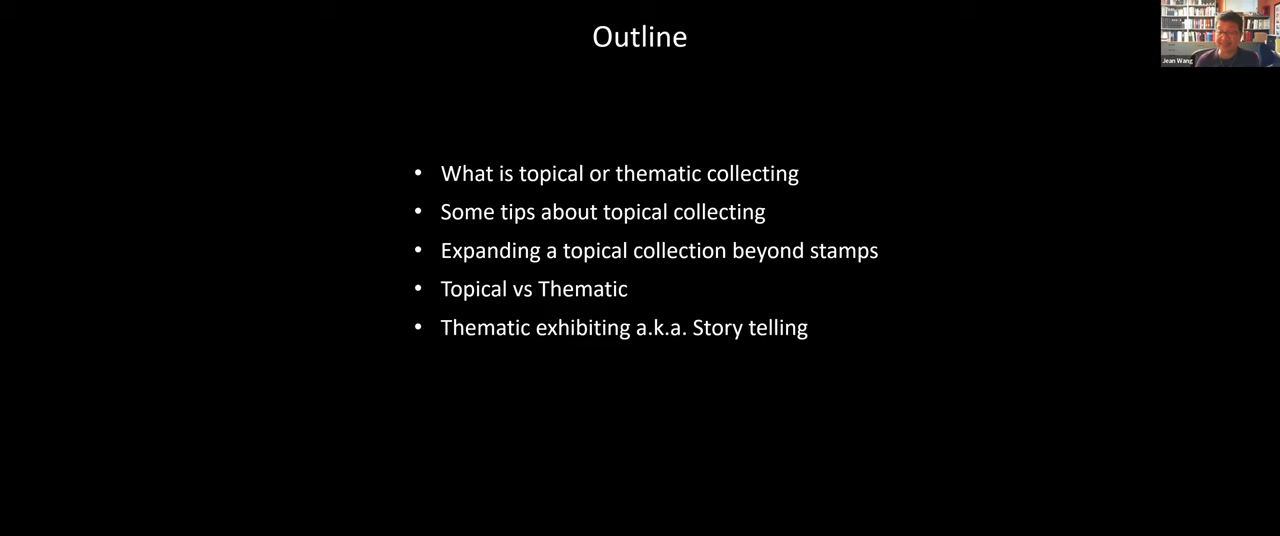 Outline
Jean Wang
• What is topical or thematic collecting
• Some tips about topical collecting
• Expanding a topical collection beyond stamps
• Topical vs Thematic
• Thematic exhibiting a.k.a. Story telling